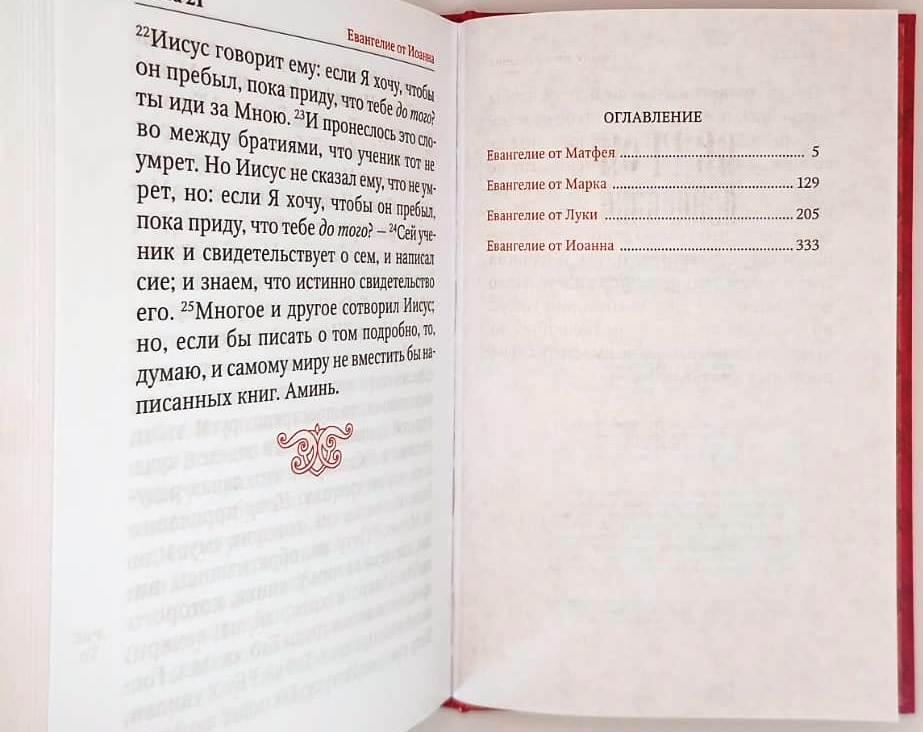 21
Евангелие от Иоанна
²²Иисус говорит ему: если Я хочу, чтобы
он пребыл, пока приду, что тебе до того?
ты иди за Мною. ²³И пронеслось это сло-
во между братиями, что ученик тот не
умрет. Но Иисус не сказал ему, что не ум-
рет, но: если Я хочу, чтобы он пребыл,
пока приду, что тебе до того? – ²⁴Сей уче-
ник и свидетельствует о сем, и написал
сие; и знаем, что истинно свидетельство
его. ²⁵Многое и другое сотворил Иисус;
но, если бы писать о том подробно, то,
думаю, и самому миру не вместить бы на-
писанных книг. Аминь.
ОГЛАВЛЕНИЕ
Евангелие от Матфея ........................ 5
Евангелие от Марка ........................ 129
Евангелие от Луки ........................ 205
Евангелие от Иоанна ........................ 333